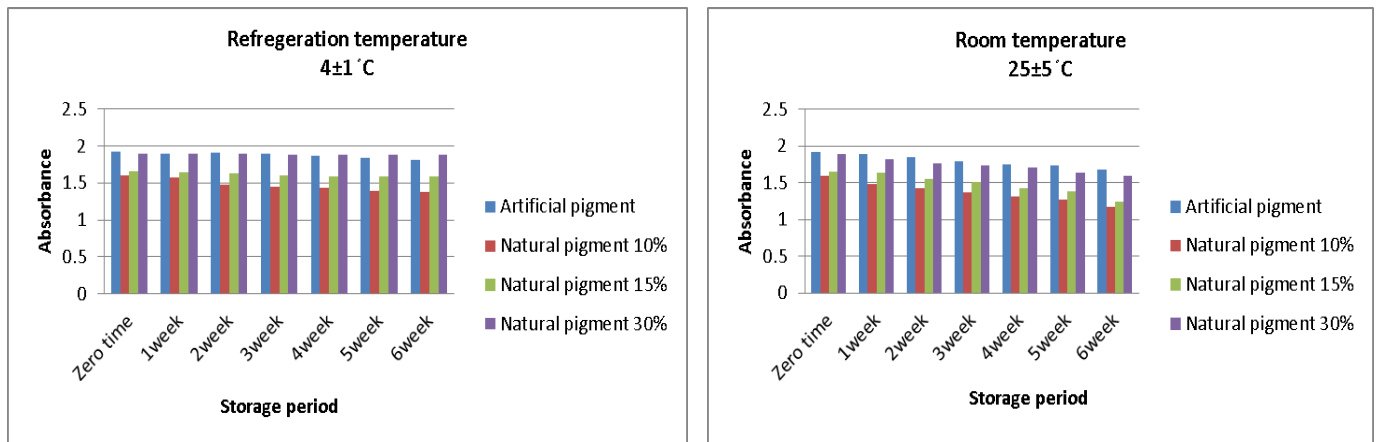 Refregeration temperature
4±1´C
2.5
2
1.5
1
0.5
0
Absorbance
Zero time
1week
2week
3week
4week
5week
6week
Storage period
Artificial pigment
Natural pigment 10%
Natural pigment 15%
Natural pigment 30%
Room temperature
25±5´C
2.5
2
1.5
1
0.5
0
Absorbance
Zero time
1week
2week
3week
4week
5week
6week
Storage period
Artificial pigment
Natural pigment 10%
Natural pigment 15%
Natural pigment 30%